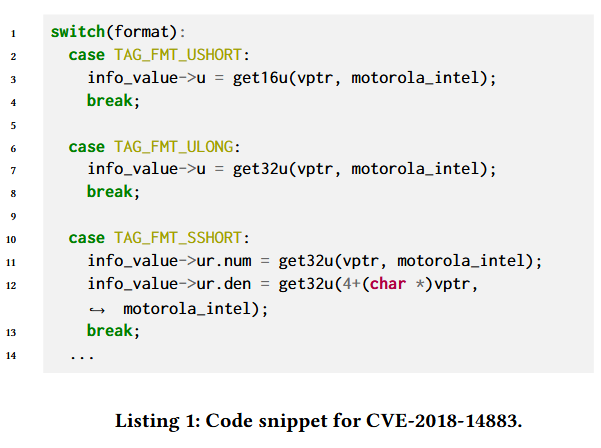 1 switch(format):
2 case TAG_FMT_USHORT:
3 info_value->u = get16u(vptr, motorola_intel);
4 break;
5
6 case TAG_FMT_ULONG:
7 info_value->u = get32u(vptr, motorola_intel);
8 break;
9
10 case TAG_FMT_SSHORT:
11 info_value->ur.num = get32u(vptr, motorola_intel);
12 info_value->ur.den = get32u(4+(char *)vptr,
↪ motorola_intel);
13 break;
14 ...
Listing 1: Code snippet for CVE-2018-14883.